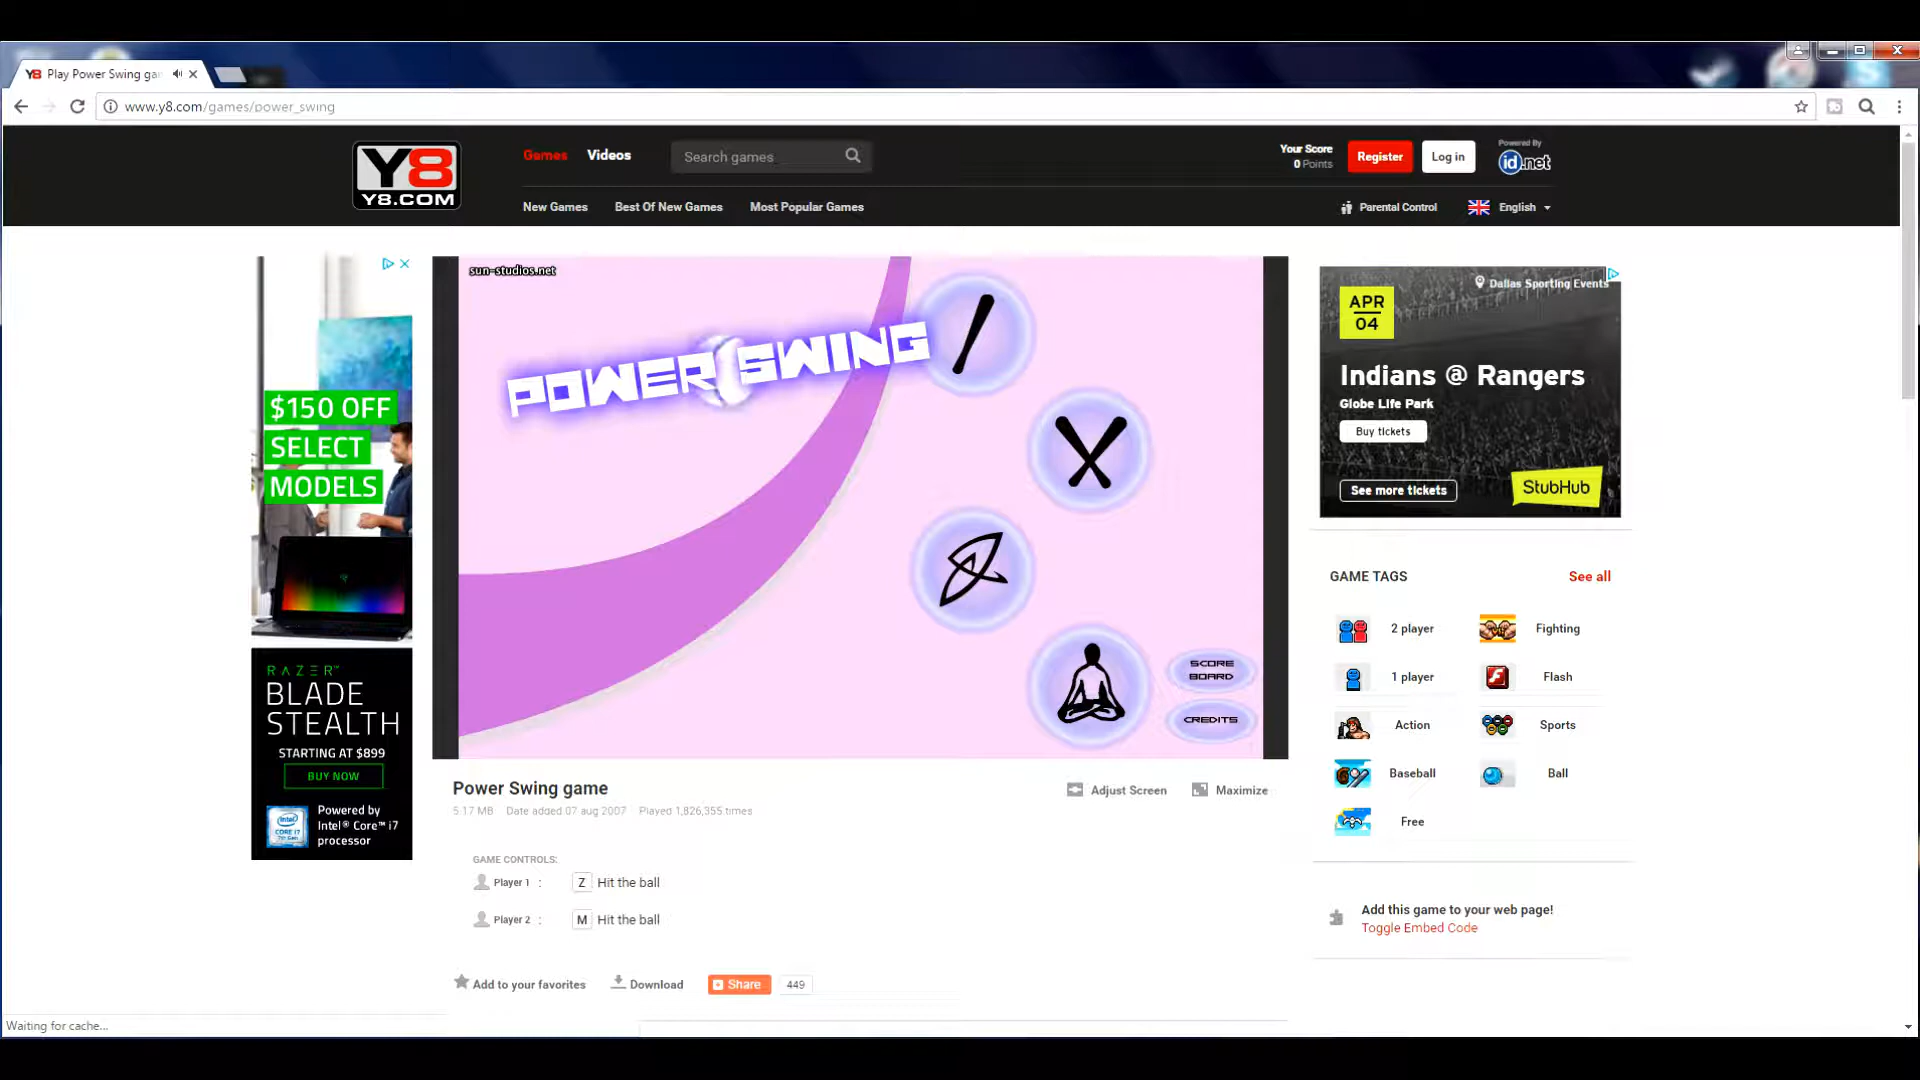 Y8 Play Power Swing gam
www.y8.com/games/power_swing
Y8
Y8.COM
Games
Videos
Search games
Your Score
0 Points
Register
Log in
Powered By
id.net
New Games
Best Of New Games
Most Popular Games
Parental Control
English
$150 OFF
SELECT
MODELS
RAZER™
BLADE
STEALTH
STARTING AT $899
BUY NOW
intel
CORE i7
Powered by
Intel® Core™ i7
processor
sun-studios.net
POWER SWING
SCORE
BOARD
CREDITS
Power Swing game
5.17 MB
Date added 07 aug 2007
Played 1,826,355 times
Adjust Screen
Maximize
GAME CONTROLS:
Player 1 :
Z
Hit the ball
Player 2 :
M
Hit the ball
Add to your favorites
Download
Share
449
Dallas Sporting Events
APR
04
Indians @ Rangers
Globe Life Park
Buy tickets
See more tickets
StubHub
GAME TAGS
See all
2 player
Fighting
1 player
Flash
Action
Sports
Baseball
Ball
Free
Add this game to your web page!
Toggle Embed Code
Waiting for cache...